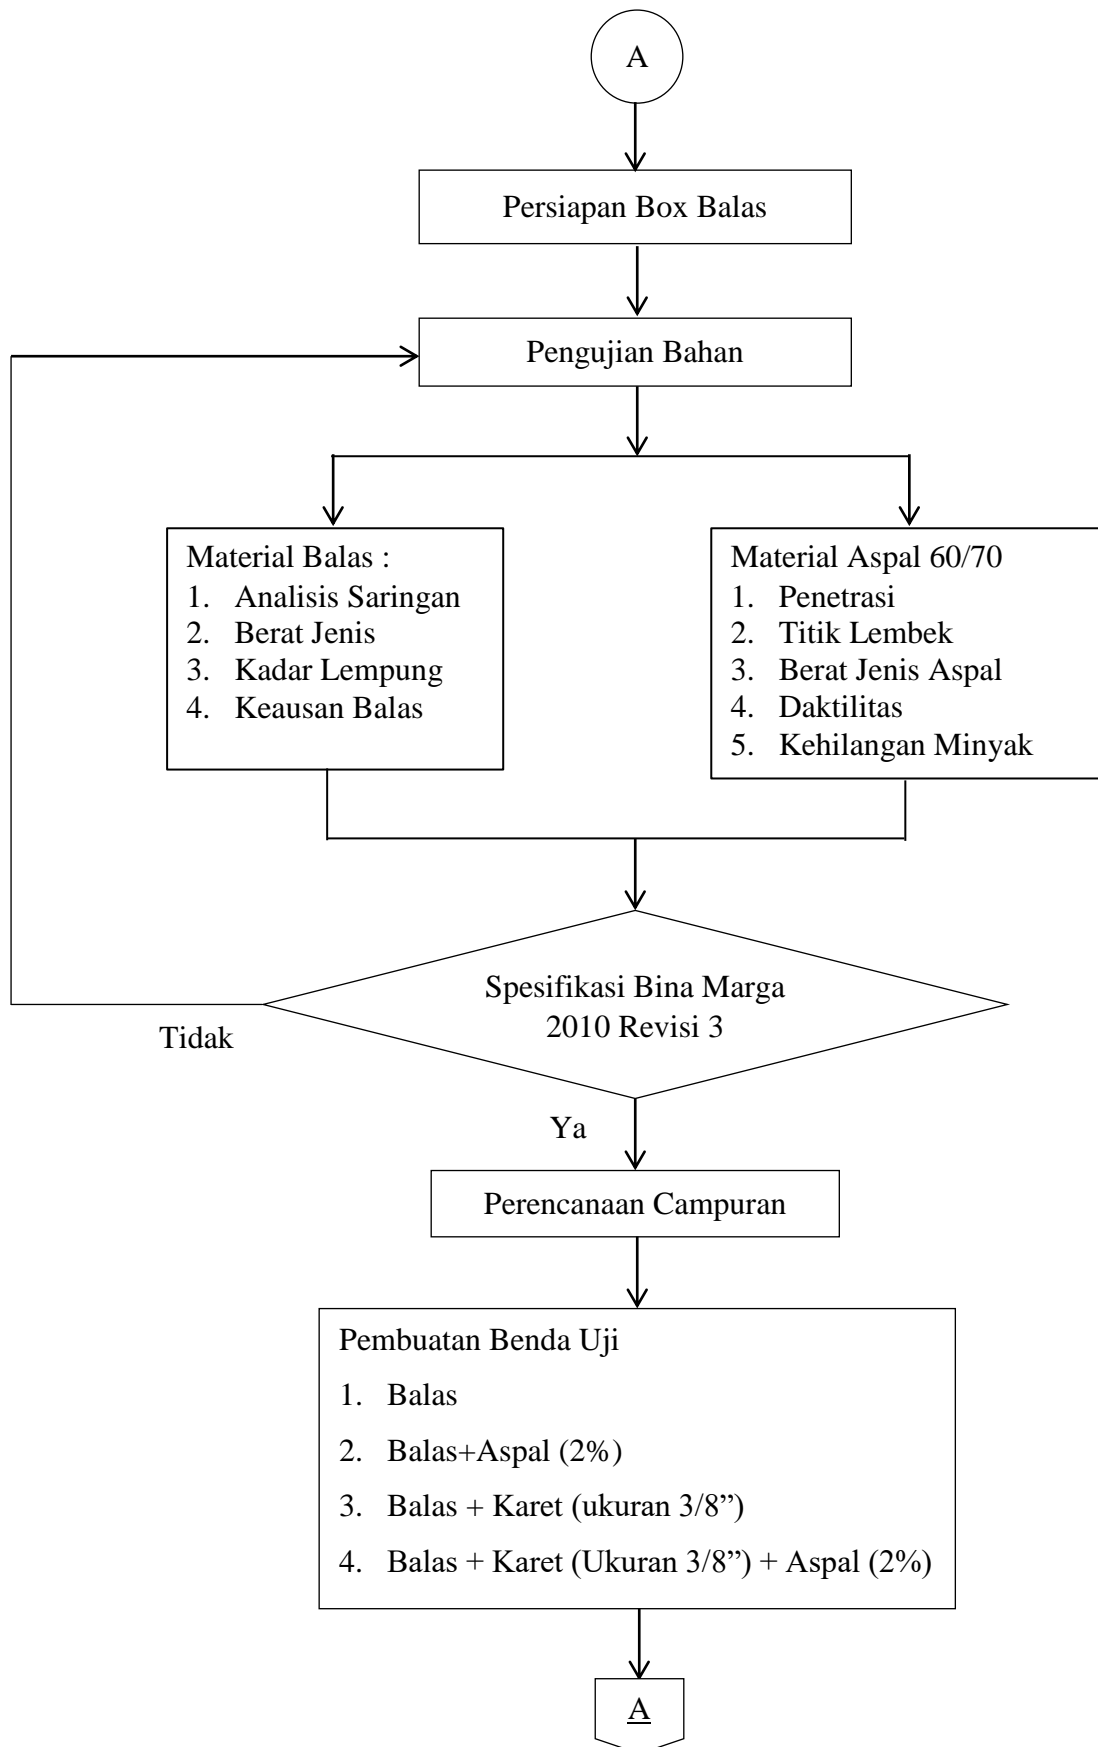 A
Persiapan Box Balas
Pengujian Bahan
Material Balas :
1. Analisis Saringan
2. Berat Jenis
3. Kadar Lempung
4. Keausan Balas
Material Aspal 60/70
1. Penetrasi
2. Titik Lembek
3. Berat Jenis Aspal
4. Daktilitas
5. Kehilangan Minyak
Spesifikasi Bina Marga
2010 Revisi 3
Tidak
Ya
Perencanaan Campuran
Pembuatan Benda Uji
1. Balas
2. Balas+Aspal (2%)
3. Balas + Karet (ukuran 3/8”)
4. Balas + Karet (Ukuran 3/8”) + Aspal (2%)
A